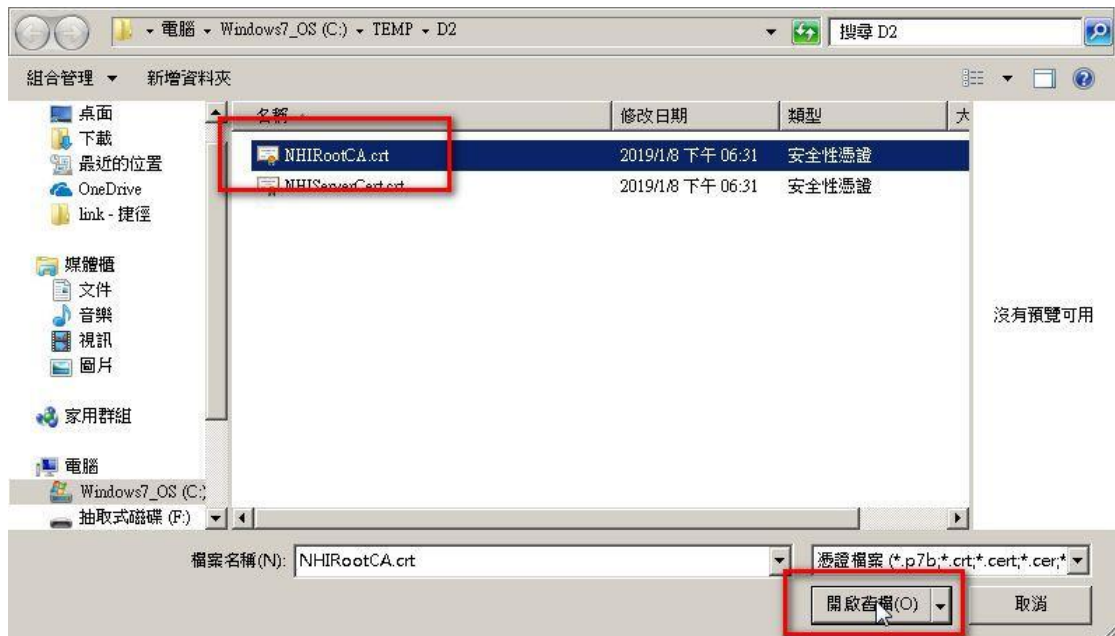 電腦 Windows7_OS (C:) TEMP D2
搜尋 D2
組合管理 新增資料夾
桌面
下載
最近的位置
OneDrive
link - 捷徑
媒體櫃
文件
音樂
視訊
圖片
家用群組
電腦
Windows7_OS (C:
抽取式磁碟 (F:)
名稱 修改日期 類型 大
NHIRootCA.crt 2019/1/8 下午 06:31 安全性憑證
NHIServerCert.crt 2019/1/8 下午 06:31 安全性憑證
沒有預覽可用
檔案名稱(N): NHIRootCA.crt
憑證檔案 (*.p7b;*.crt;*.cert;*.cer;*
開啟舊檔(O) 取消